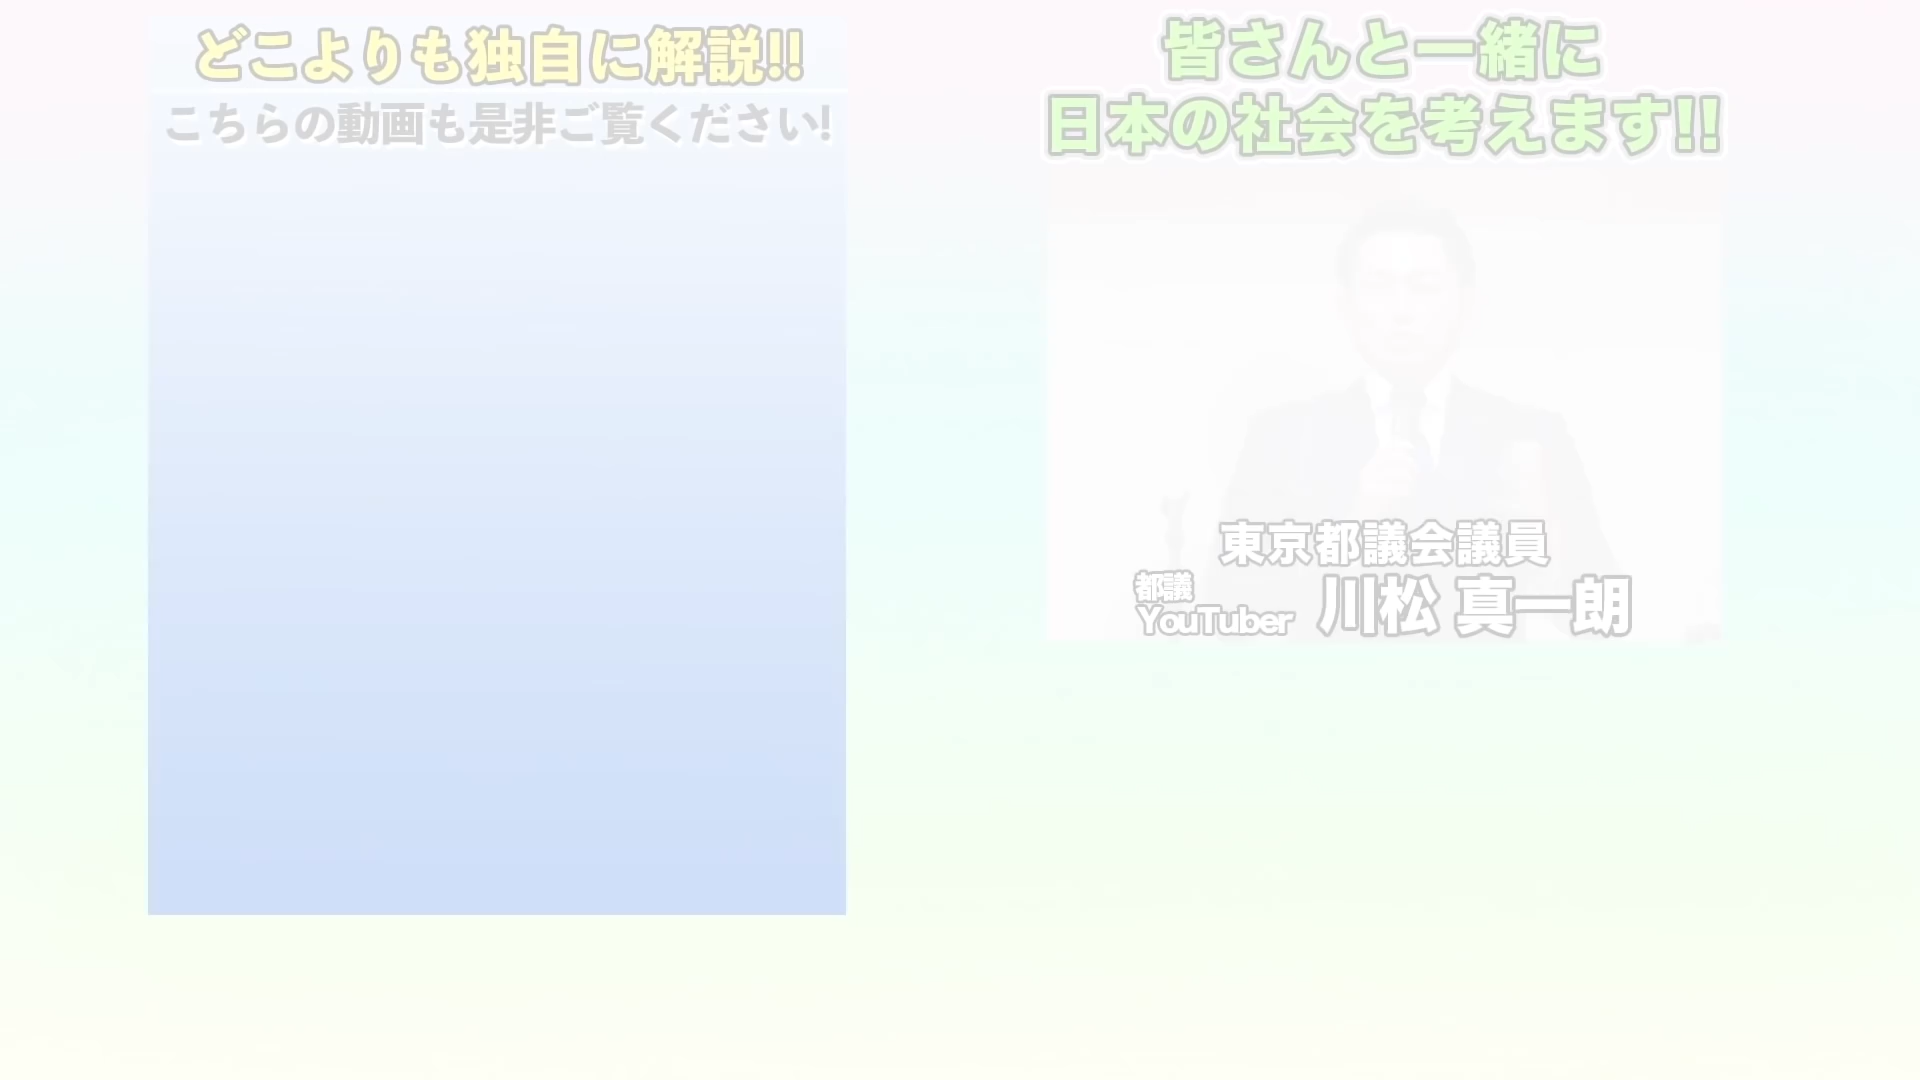 どこよりも独自に解説!!
こちらの動画も是非ご覧ください!
皆さんと一緒に
日本の社会を考えます!!
東京都議会議員
都議
YouTuber 川松 真一朗